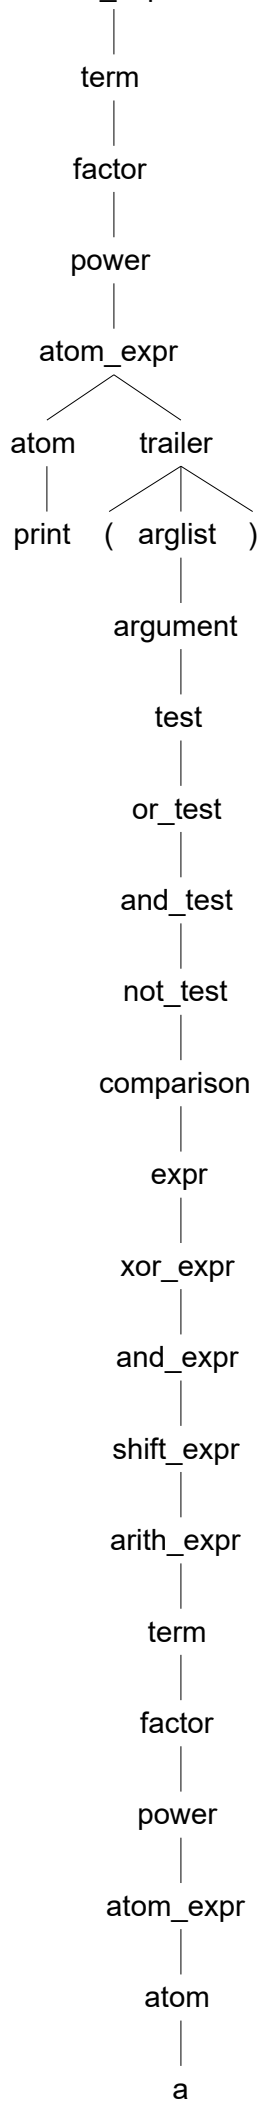 term
factor
power
atom_expr
atom trailer
print ( arglist )
argument
test
or_test
and_test
not_test
comparison
expr
xor_expr
and_expr
shift_expr
arith_expr
term
factor
power
atom_expr
atom
a